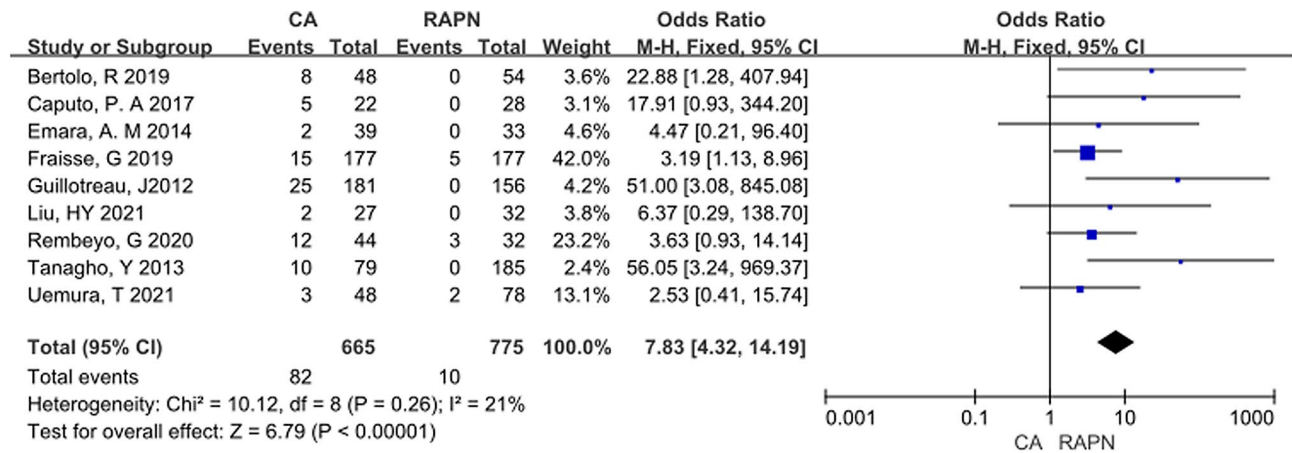 CA RAPN Odds Ratio Odds Ratio
Study or Subgroup Events Total Events Total Weight M-H, Fixed, 95% CI M-H, Fixed, 95% CI
Bertolo, R 2019 8 48 0 54 3.6% 22.88 [1.28, 407.94]
Caputo, P. A 2017 5 22 0 28 3.1% 17.91 [0.93, 344.20]
Emara, A. M 2014 2 39 0 33 4.6% 4.47 [0.21, 96.40]
Fraisse, G 2019 15 177 5 177 42.0% 3.19 [1.13, 8.96]
Guillotreau, J2012 25 181 0 156 4.2% 51.00 [3.08, 845.08]
Liu, HY 2021 2 27 0 32 3.8% 6.37 [0.29, 138.70]
Rembeyo, G 2020 12 44 3 32 23.2% 3.63 [0.93, 14.14]
Tanagho, Y 2013 10 79 0 185 2.4% 56.05 [3.24, 969.37]
Uemura, T 2021 3 48 2 78 13.1% 2.53 [0.41, 15.74]
Total (95% CI) 665 775 100.0% 7.83 [4.32, 14.19]
Total events 82 10
Heterogeneity: Chi² = 10.12, df = 8 (P = 0.26); I² = 21%
Test for overall effect: Z = 6.79 (P < 0.00001)
0.001 0.1 1 10 1000
CA RAPN